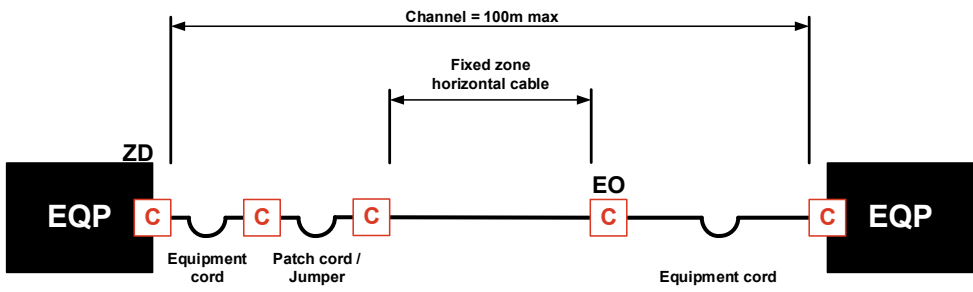 Channel = 100m max
Fixed zone
horizontal cable
ZD
EO
EQP
C
C
C
C
C
EQP
Equipment
cord
Patch cord /
Jumper
Equipment cord